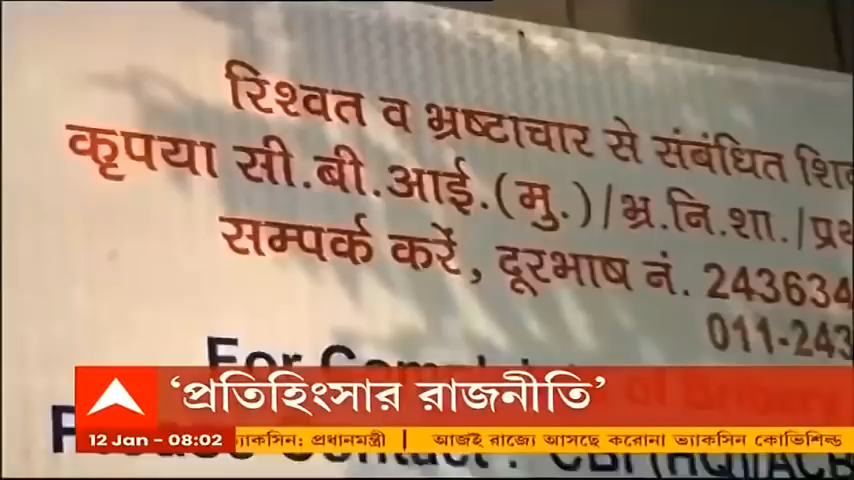 रिश्वत व भ्रष्टाचार से संबंधित
कृपया सी.बी.आई.(मु.)/भ्र.नि.शा./
सम्पर्क करें, दूरभाष नं. 243634
011-243
For
‘প্রতিহিংসার রাজনীতি’
12 Jan - 08:02
প্রধানমন্ত্রী | আজই রাজ্যে আসছে করোনা ভ্যাকসিন কোভিশিল্ড